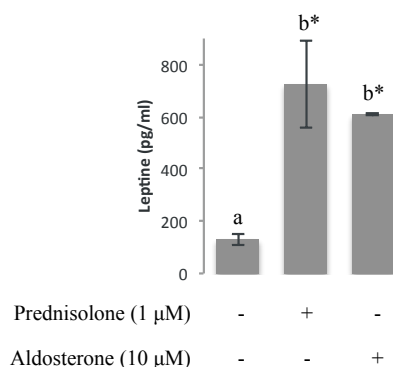 b*
b*
a
800
600
400
200
0
Leptine (pg/ml)
Prednisolone (1 μM) - + -
Aldosterone (10 μM) - - +